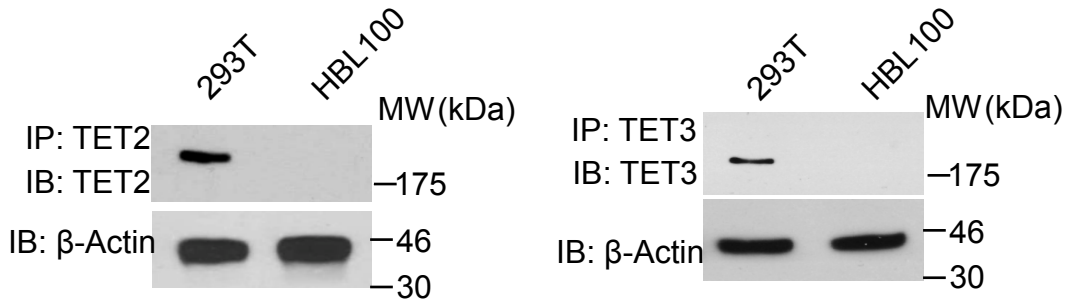 293T HBL100
MW(kDa)
IP: TET2
IB: TET2
—175
IB: β-Actin
—46
—30
293T HBL100
MW(kDa)
IP: TET3
IB: TET3
—175
IB: β-Actin
—46
—30